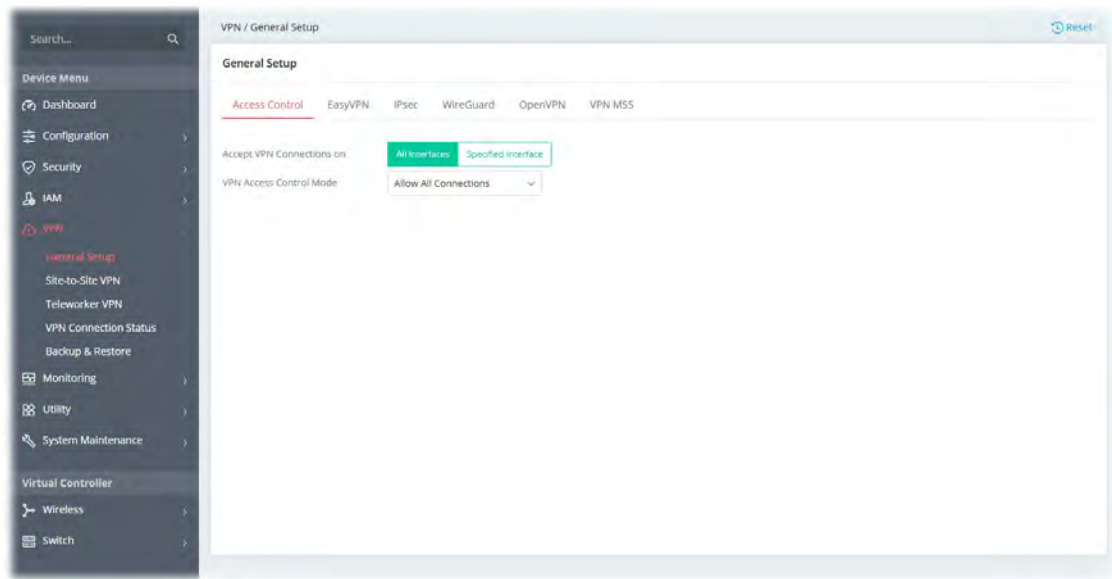 Search...
Device Menu
Dashboard
Configuration
Security
IAM
VPN
General Setup
Site-to-Site VPN
Teleworker VPN
VPN Connection Status
Backup & Restore
Monitoring
Utility
System Maintenance
Virtual Controller
Wireless
Switch
VPN / General Setup
Reset
General Setup
Access Control EasyVPN IPsec WireGuard OpenVPN VPN MSS
Accept VPN Connections on All Interfaces Specified Interface
VPN Access Control Mode Allow All Connections